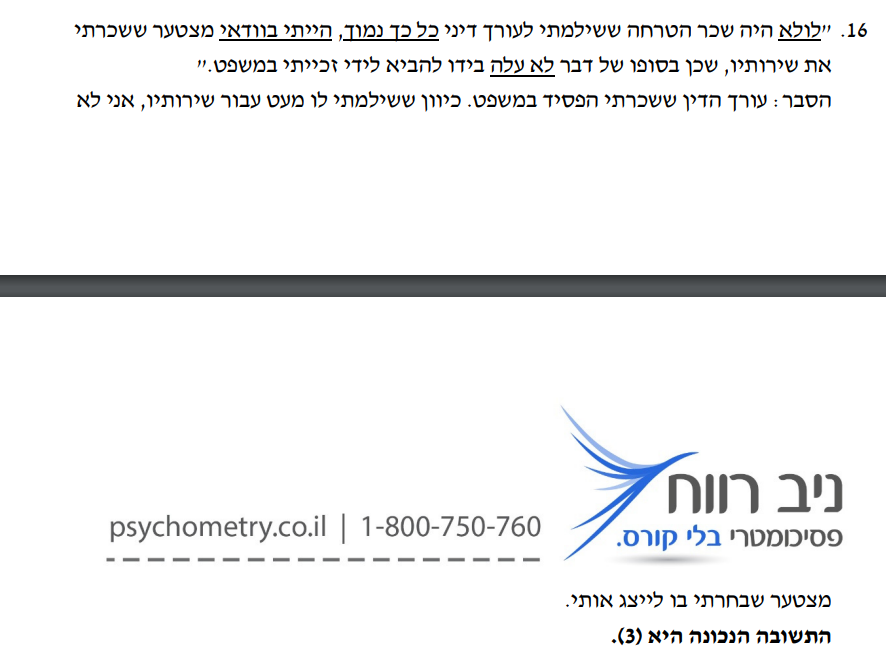 16. "לולא היה שכר הטרחה ששילמתי לעורך דיני כל כך נמוך, הייתי בוודאי מצטער ששכרתי
את שירותיו, שכן בסופו של דבר לא עלה בידו להביא לידי זכייתי במשפט."
הסבר: עורך הדין ששכרתי הפסיד במשפט. כיוון ששילמתי לו מעט עבור שירותיו, אני לא
ניב רווח
פסיכומטרי בלי קורס.
psychometry.co.il | 1-800-750-760
מצטער שבחרתי בו לייצג אותי.
התשובה הנכונה היא (3).